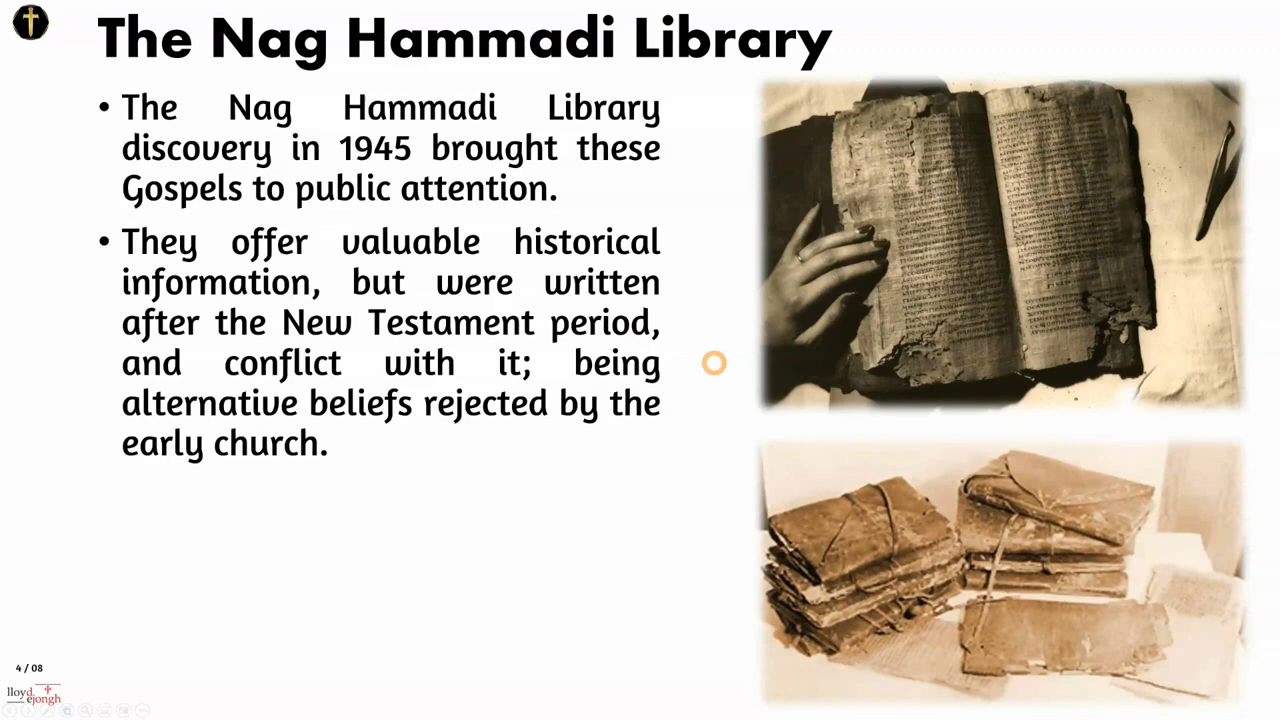 The Nag Hammadi Library
• The Nag Hammadi Library
discovery in 1945 brought these
Gospels to public attention.
• They offer valuable historical
information, but were written
after the New Testament period,
and conflict with it; being
alternative beliefs rejected by the
early church.
4 / 08
lloyd
ejongh